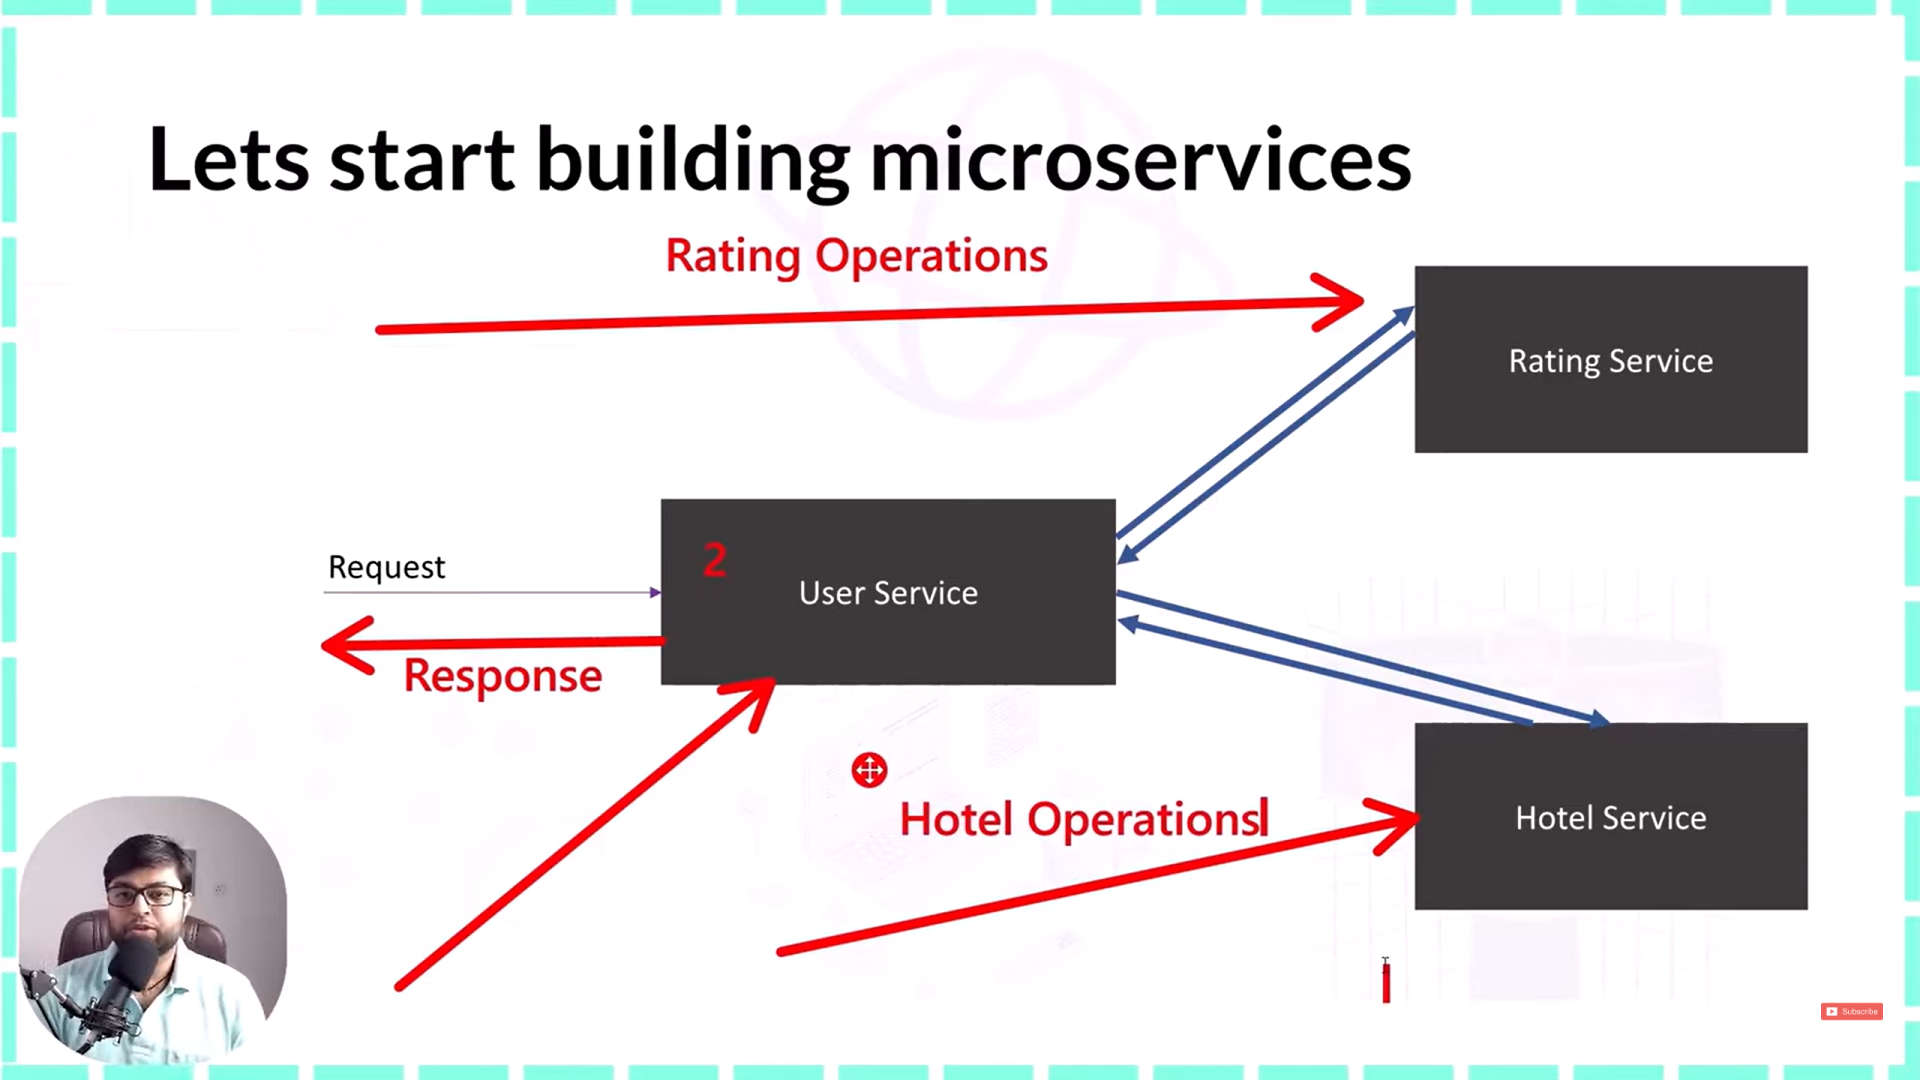 Lets start building microservices
Rating Operations
Rating Service
Request
2
User Service
Response
Hotel Operations
Hotel Service
Subscribe